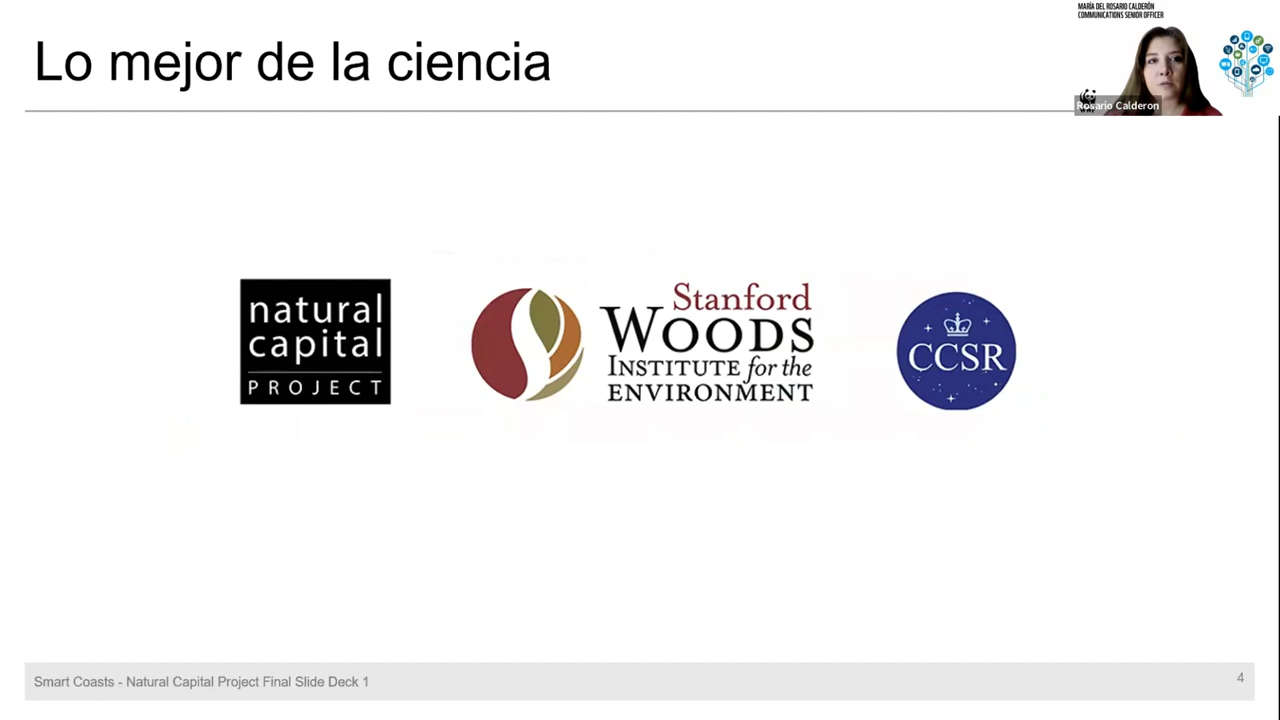 Lo mejor de la ciencia
MARÍA DEL ROSARIO CALDERÓN
COMMUNICATIONS SENIOR OFFICER
Rosario Calderon
natural
capital
PROJECT
Stanford
WOODS
INSTITUTE for the
ENVIRONMENT
CCSR
Smart Coasts - Natural Capital Project Final Slide Deck 1
4